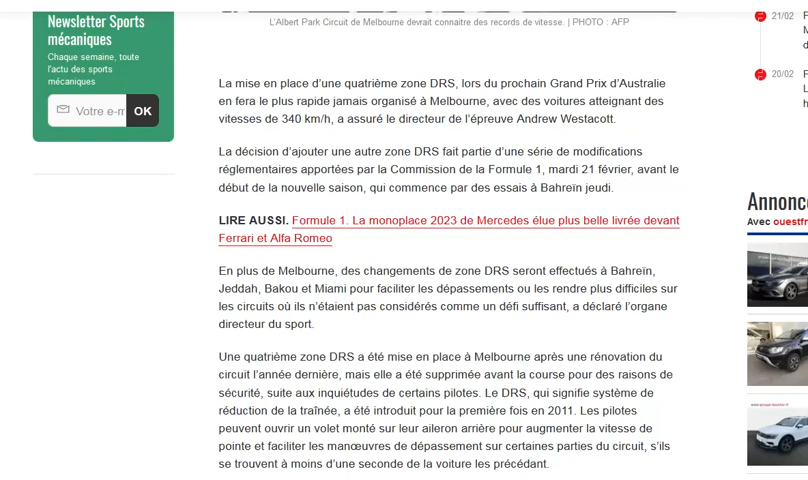 Newsletter Sports
mécaniques
Chaque semaine, toute
l'actu des sports
mécaniques
Votre e-m
OK
L'Albert Park Circuit de Melbourne devrait connaitre des records de vitesse. | PHOTO : AFP
La mise en place d'une quatrième zone DRS, lors du prochain Grand Prix d'Australie
en fera le plus rapide jamais organisé à Melbourne, avec des voitures atteignant des
vitesses de 340 km/h, a assuré le directeur de l'épreuve Andrew Westacott.
La décision d'ajouter une autre zone DRS fait partie d'une série de modifications
réglementaires apportées par la Commission de la Formule 1, mardi 21 février, avant le
début de la nouvelle saison, qui commence par des essais à Bahreïn jeudi.
LIRE AUSSI. Formule 1. La monoplace 2023 de Mercedes élue plus belle livrée devant
Ferrari et Alfa Romeo
En plus de Melbourne, des changements de zone DRS seront effectués à Bahreïn,
Jeddah, Bakou et Miami pour faciliter les dépassements ou les rendre plus difficiles sur
les circuits où ils n'étaient pas considérés comme un défi suffisant, a déclaré l'organe
directeur du sport.
Une quatrième zone DRS a été mise en place à Melbourne après une rénovation du
circuit l'année dernière, mais elle a été supprimée avant la course pour des raisons de
sécurité, suite aux inquiétudes de certains pilotes. Le DRS, qui signifie système de
réduction de la traînée, a été introduit pour la première fois en 2011. Les pilotes
peuvent ouvrir un volet monté sur leur aileron arrière pour augmenter la vitesse de
pointe et faciliter les manœuvres de dépassement sur certaines parties du circuit, s'ils
se trouvent à moins d'une seconde de la voiture les précédant.
21/02
20/02
Annonc
Avec ouestfr